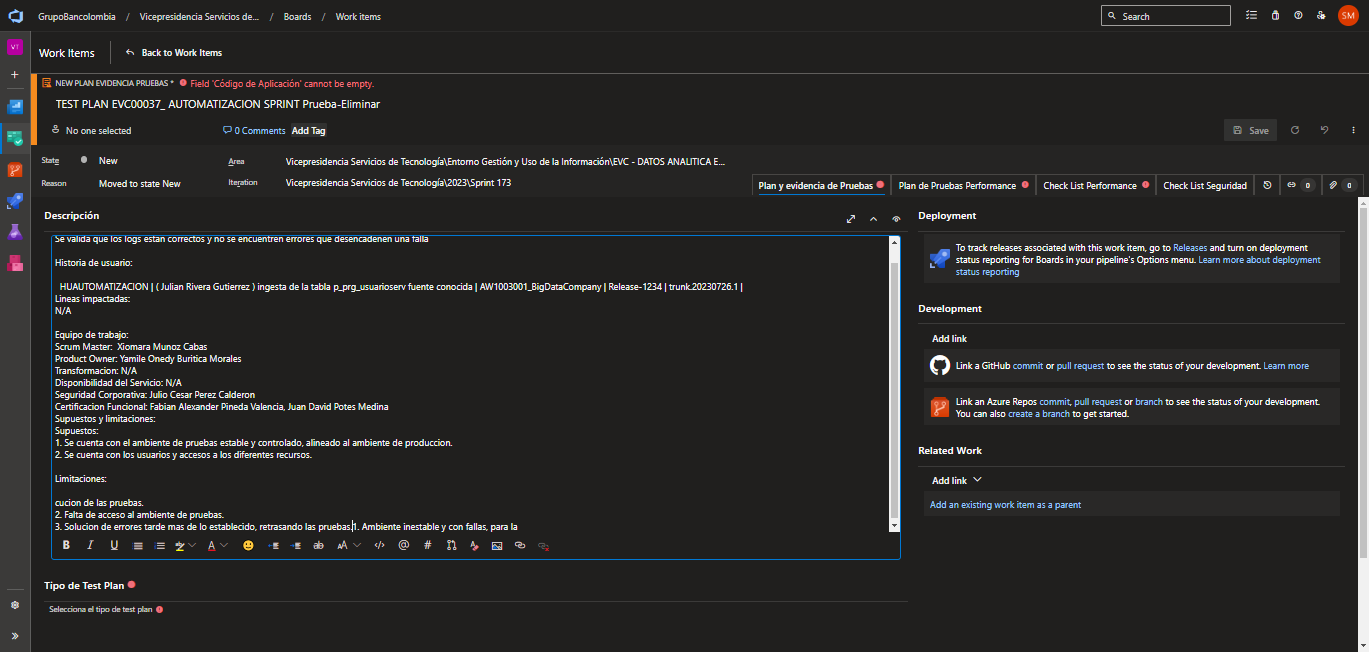 GrupoBancolombia / Vicepresidencia Servicios de... / Boards / Work items
Search
SM
VT
Work Items
Back to Work Items
NEW PLAN EVIDENCIA PRUEBAS * Field 'Código de Aplicación' cannot be empty.
TEST PLAN EVC00037_ AUTOMATIZACION SPRINT Prueba-Eliminar
No one selected
0 Comments
Add Tag
Save
State
New
Area
Vicepresidencia Servicios de Tecnología\Entorno Gestión y Uso de la Información\EVC - DATOS ANALITICA E...
Reason
Moved to state New
Iteration
Vicepresidencia Servicios de Tecnología\2023\Sprint 173
Plan y evidencia de Pruebas
Plan de Pruebas Performance
Check List Performance
Check List Seguridad
0
0
Descripción
Se valida que los logs estan correctos y no se encuentren errores que desencadenen una falla
Historia de usuario:
HUAUTOMATIZACION | ( Julian Rivera Gutierrez ) ingesta de la tabla p_prg_usuarioserv fuente conocida | AW1003001_BigDataCompany | Release-1234 | trunk.20230726.1 |
Lineas impactadas:
N/A
Equipo de trabajo:
Scrum Master: Xiomara Munoz Cabas
Product Owner: Yamile Onedy Buritica Morales
Transformacion: N/A
Disponibilidad del Servicio: N/A
Seguridad Corporativa: Julio Cesar Perez Calderon
Certificacion Funcional: Fabian Alexander Pineda Valencia, Juan David Potes Medina
Supuestos y limitaciones:
Supuestos:
1. Se cuenta con el ambiente de pruebas estable y controlado, alineado al ambiente de produccion.
2. Se cuenta con los usuarios y accesos a los diferentes recursos.
Limitaciones:
cucion de las pruebas.
2. Falta de acceso al ambiente de pruebas.
3. Solucion de errores tarde mas de lo establecido, retrasando las pruebas.1. Ambiente inestable y con fallas, para la
Tipo de Test Plan
Selecciona el tipo de test plan
Deployment
To track releases associated with this work item, go to Releases and turn on deployment
status reporting for Boards in your pipeline's Options menu. Learn more about deployment
status reporting
Development
Add link
Link a GitHub commit or pull request to see the status of your development. Learn more
Link an Azure Repos commit, pull request or branch to see the status of your development.
You can also create a branch to get started.
Related Work
Add link
Add an existing work item as a parent